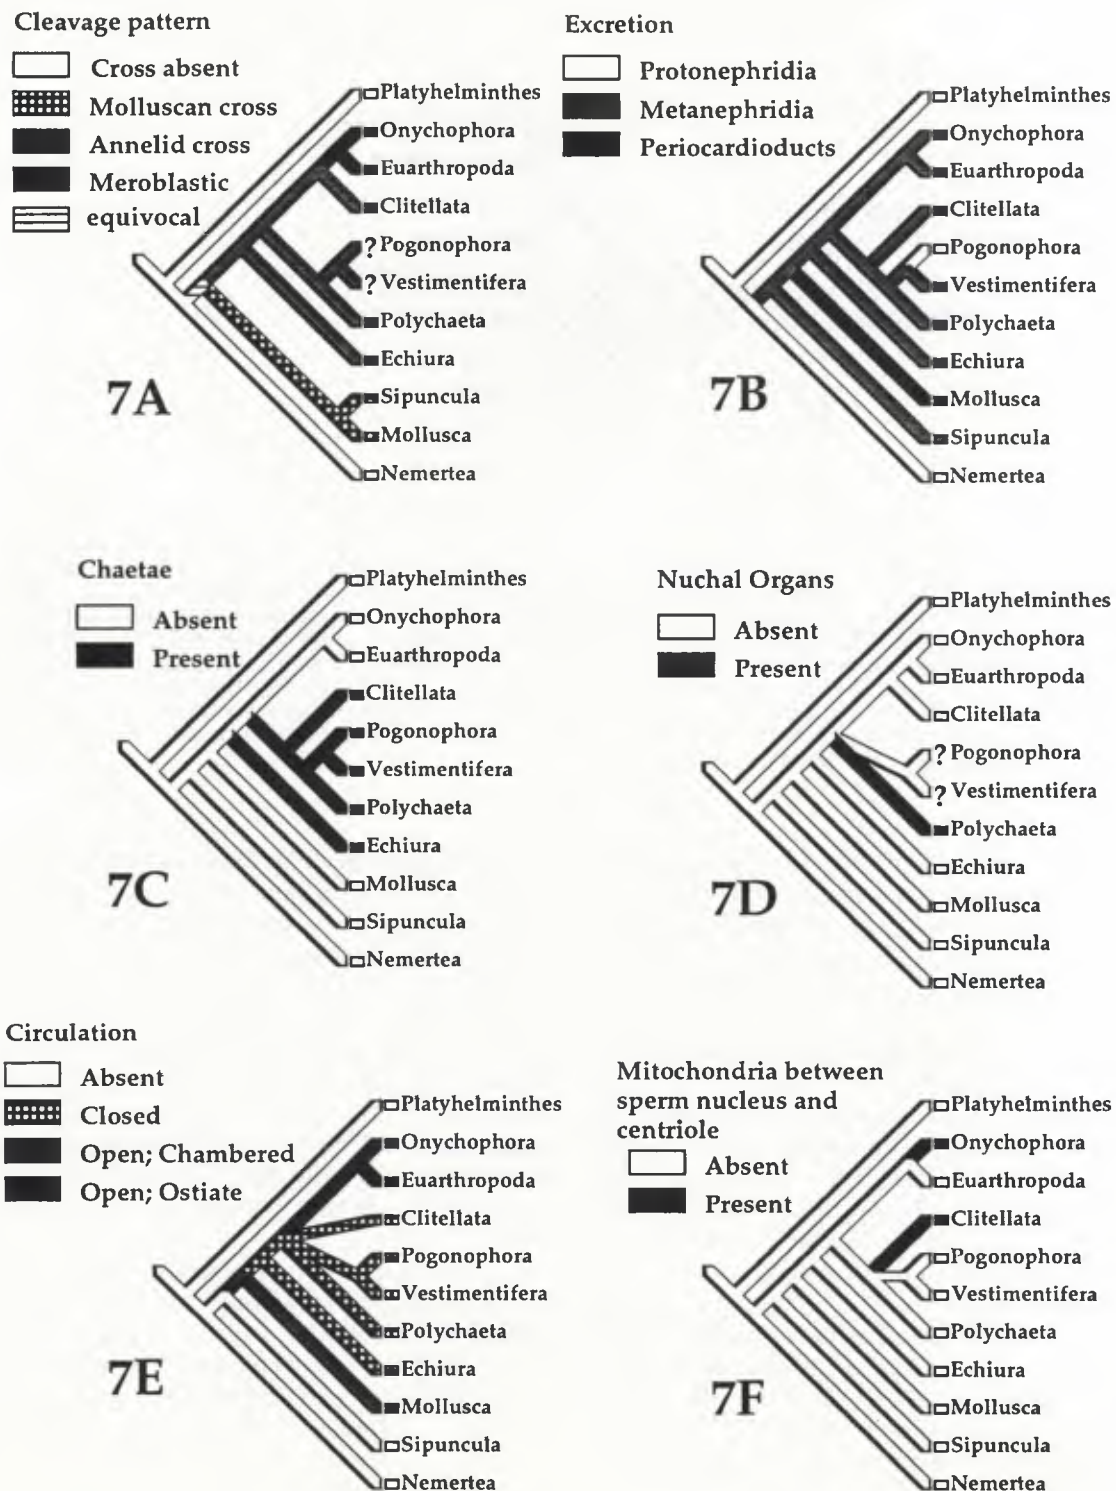 Cleavage pattern
Cross absent
Molluscan cross
Annelid cross
Meroblastic
equivocal
Platyhelminthes
Onychophora
Euarthropoda
Clitellata
? Pogonophora
? Vestimentifera
Polychaeta
Echiura
Sipuncula
Mollusca
Nemertea
7A
Excretion
Protonephridia
Metanephridia
Periocardioducts
Platyhelminthes
Onychophora
Euarthropoda
Clitellata
Pogonophora
Vestimentifera
Polychaeta
Echiura
Mollusca
Sipuncula
Nemertea
7B
Chaetae
Absent
Present
Platyhelminthes
Onychophora
Euarthropoda
Clitellata
Pogonophora
Vestimentifera
Polychaeta
Echiura
Mollusca
Sipuncula
Nemertea
7C
Nuchal Organs
Absent
Present
Platyhelminthes
Onychophora
Euarthropoda
Clitellata
? Pogonophora
? Vestimentifera
Polychaeta
Echiura
Mollusca
Sipuncula
Nemertea
7D
Circulation
Absent
Closed
Open; Chambered
Open; Ostiate
Platyhelminthes
Onychophora
Euarthropoda
Clitellata
Pogonophora
Vestimentifera
Polychaeta
Echiura
Mollusca
Sipuncula
Nemertea
7E
Mitochondria between
sperm nucleus and
centriole
Absent
Present
Platyhelminthes
Onychophora
Euarthropoda
Clitellata
Pogonophora
Vestimentifera
Polychaeta
Echiura
Mollusca
Sipuncula
Nemertea
7F